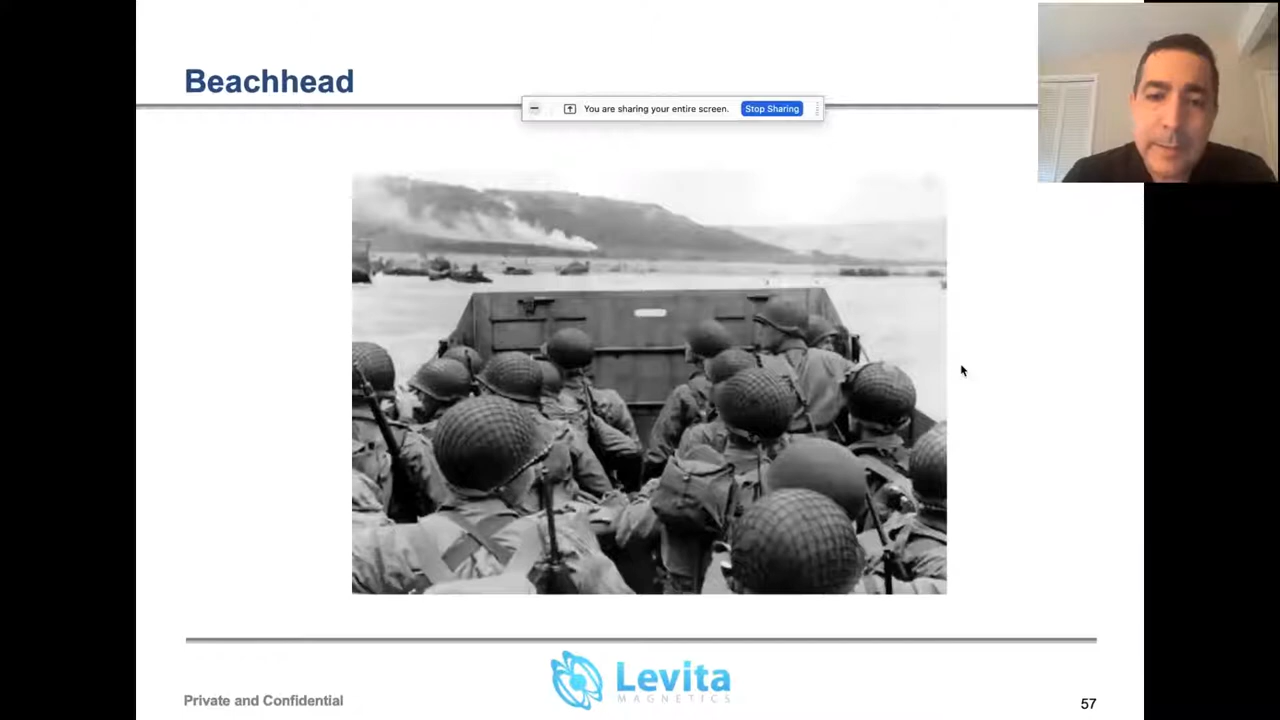 Beachhead
You are sharing your entire screen. Stop Sharing
Levita
MAGNETICS
Private and Confidential
57